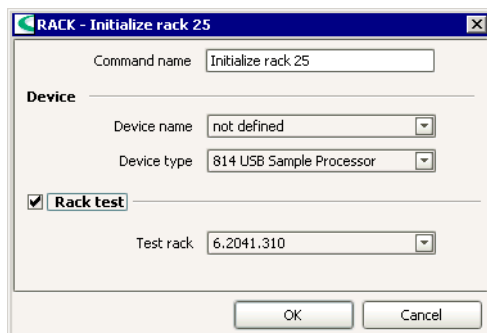 RACK - Initialize rack 25
Command name Initialize rack 25
Device
Device name not defined
Device type 814 USB Sample Processor
Rack test
Test rack 6.2041.310
OK Cancel